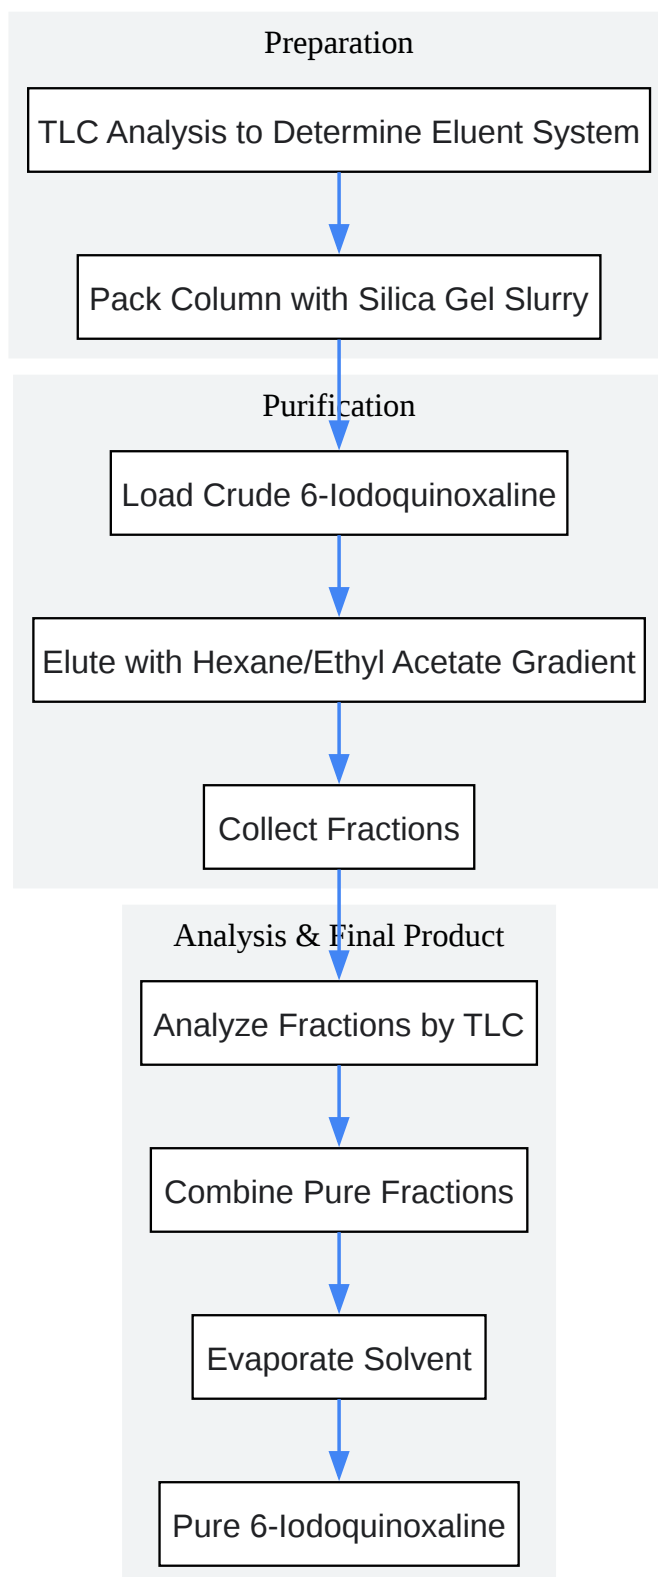 Preparation
TLC Analysis to Determine Eluent System
Pack Column with Silica Gel Slurry
Purification
Load Crude 6-Iodoquinoxaline
Elute with Hexane/Ethyl Acetate Gradient
Collect Fractions
Analysis & Final Product
Analyze Fractions by TLC
Combine Pure Fractions
Evaporate Solvent
Pure 6-Iodoquinoxaline